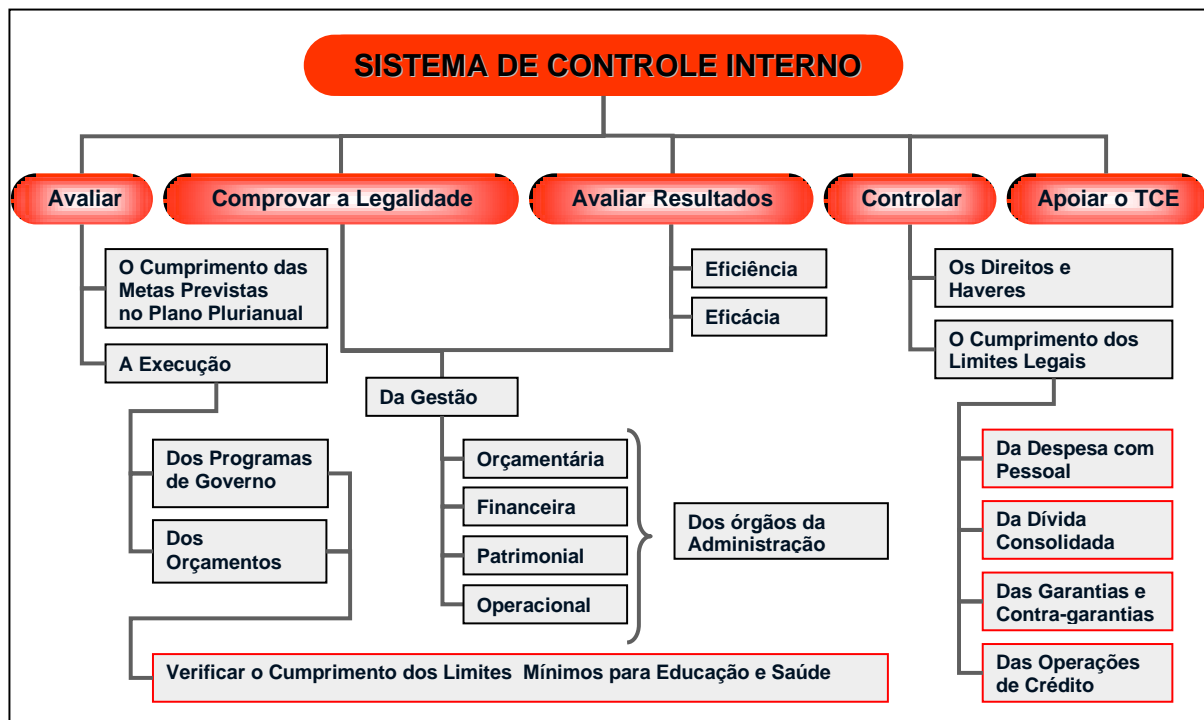 SISTEMA DE CONTROLE INTERNO
Avaliar
Comprovar a Legalidade
Avaliar Resultados
Controlar
Apoiar o TCE
O Cumprimento das
Metas Previstas
no Plano Plurianual
A Execução
Dos Programas
de Governo
Dos
Orçamentos
Verificar o Cumprimento dos Limites Mínimos para Educação e Saúde
Eficiência
Eficácia
Da Gestão
Orçamentária
Financeira
Patrimonial
Operacional
Dos órgãos da
Administração
Os Direitos e
Haveres
O Cumprimento dos
Limites Legais
Da Despesa com
Pessoal
Da Dívida
Consolidada
Das Garantias e
Contra-garantias
Das Operações
de Crédito